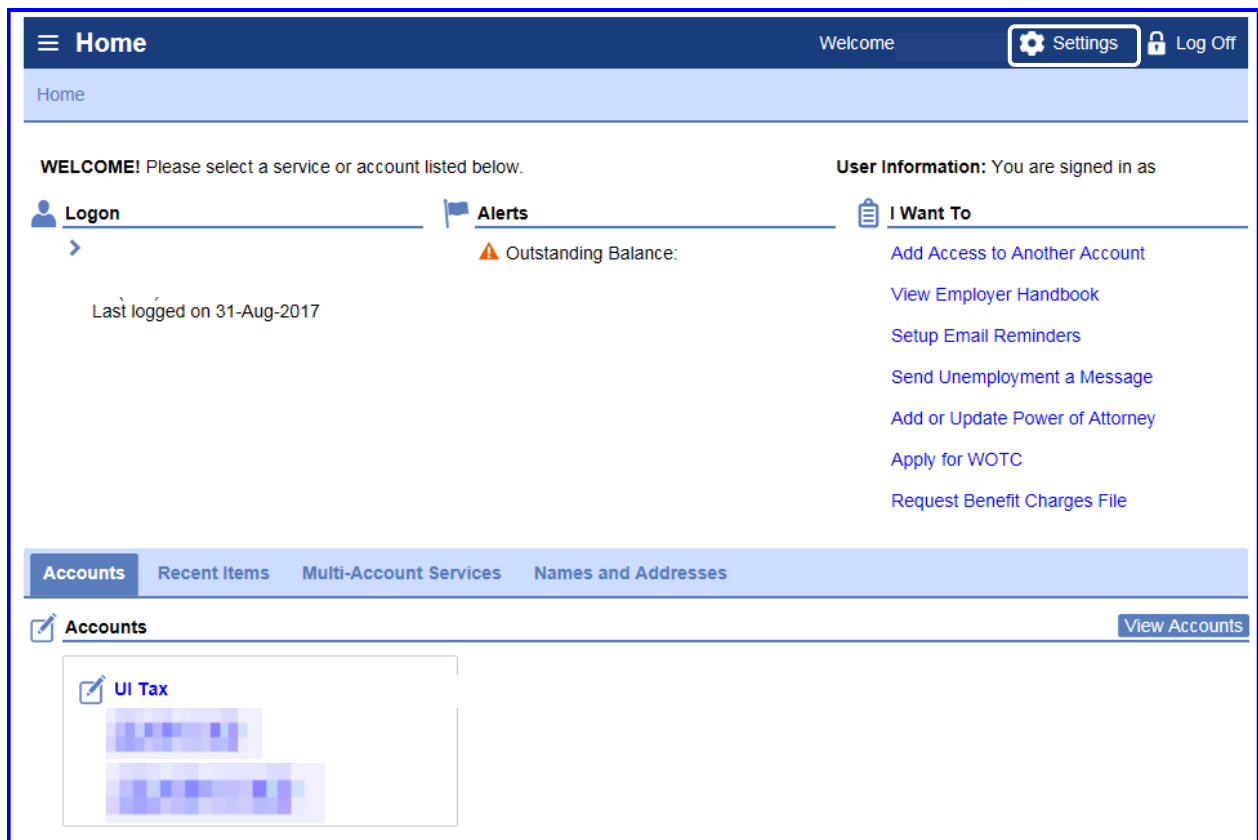 Home
Welcome
Settings
Log Off
Home
WELCOME! Please select a service or account listed below.
User Information: You are signed in as
Logon
Last logged on 31-Aug-2017
Alerts
Outstanding Balance:
I Want To
Add Access to Another Account
View Employer Handbook
Setup Email Reminders
Send Unemployment a Message
Add or Update Power of Attorney
Apply for WOTC
Request Benefit Charges File
Accounts
Recent Items
Multi-Account Services
Names and Addresses
Accounts
View Accounts
UI Tax